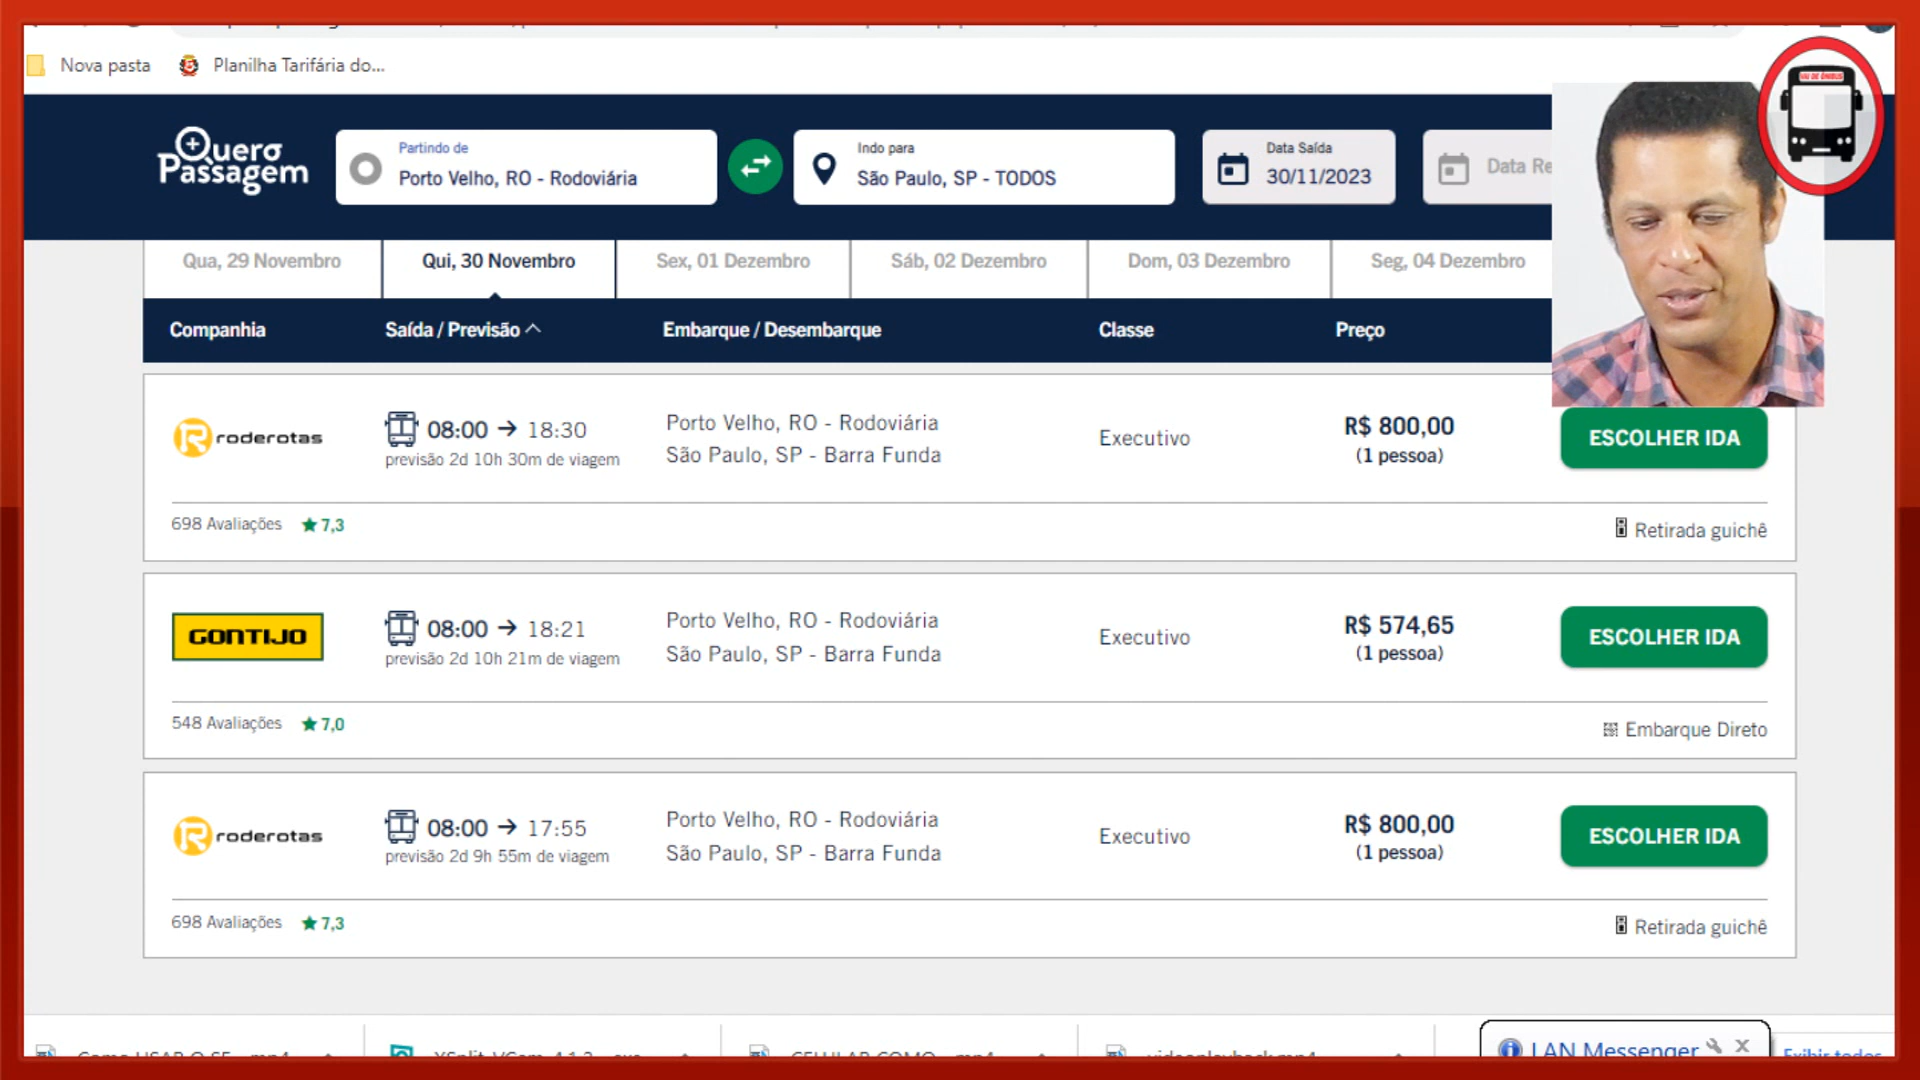 Nova pasta
Planilha Tarifária do...
VAI DE ÔNIBUS
Quero
Passagem
Partindo de
Porto Velho, RO - Rodoviária
Indo para
São Paulo, SP - TODOS
Data Saída
30/11/2023
Data Re
Qua, 29 Novembro
Qui, 30 Novembro
Sex, 01 Dezembro
Sáb, 02 Dezembro
Dom, 03 Dezembro
Seg, 04 Dezembro
Companhia
Saída / Previsão
Embarque / Desembarque
Classe
Preço
roderotas
08:00 → 18:30
previsão 2d 10h 30m de viagem
Porto Velho, RO - Rodoviária
São Paulo, SP - Barra Funda
Executivo
R$ 800,00
(1 pessoa)
ESCOLHER IDA
698 Avaliações ★ 7,3
Retirada guichê
GONTIJO
08:00 → 18:21
previsão 2d 10h 21m de viagem
Porto Velho, RO - Rodoviária
São Paulo, SP - Barra Funda
Executivo
R$ 574,65
(1 pessoa)
ESCOLHER IDA
548 Avaliações ★ 7,0
Embarque Direto
roderotas
08:00 → 17:55
previsão 2d 9h 55m de viagem
Porto Velho, RO - Rodoviária
São Paulo, SP - Barra Funda
Executivo
R$ 800,00
(1 pessoa)
ESCOLHER IDA
698 Avaliações ★ 7,3
Retirada guichê
LAN Messenger
Exibir todos